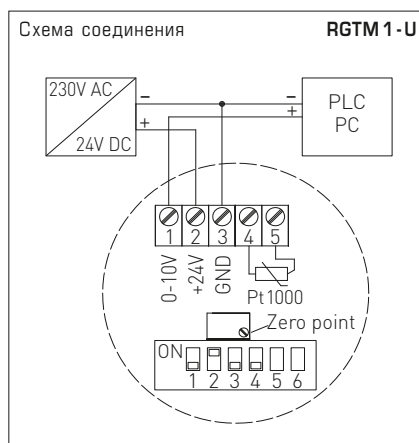 Схема соединения RGTM 1 - U
230V AC
24V DC
–
+
–
+
PLC
PC
1 2 3 4 5
0-10V
+24V
GND
Pt1000
Zero point
ON
1 2 3 4 5 6